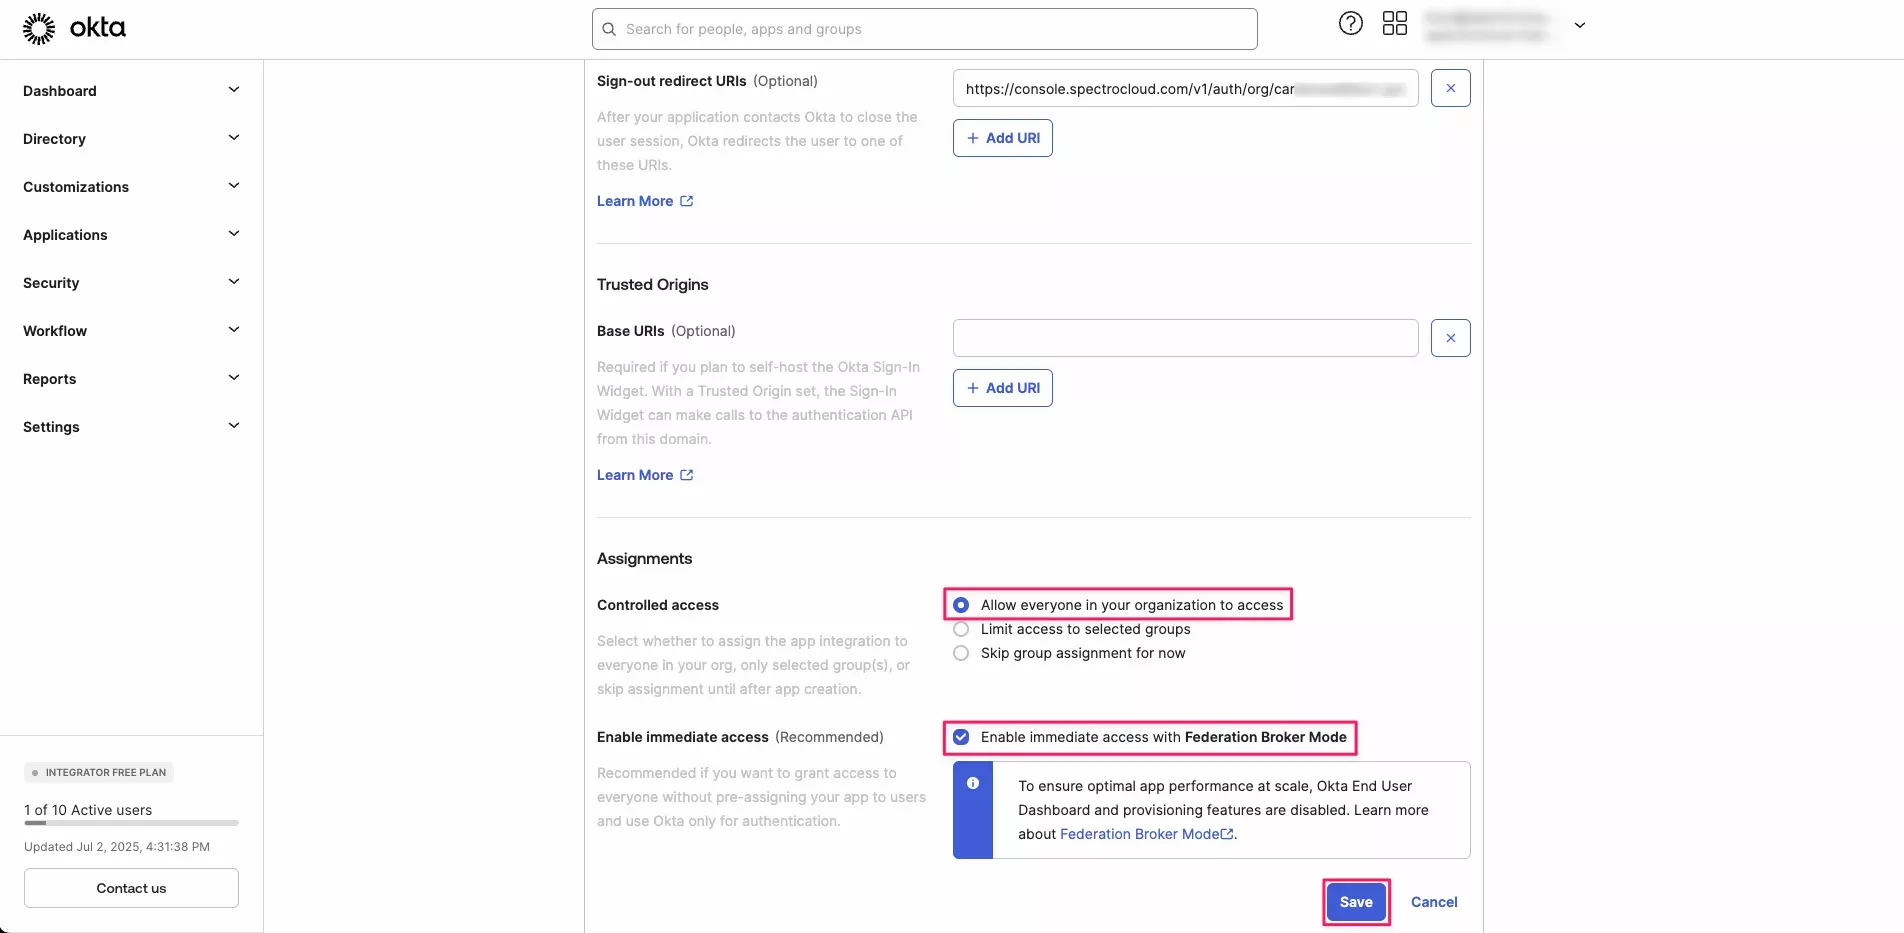 okta
Search for people, apps and groups
Dashboard
Directory
Customizations
Applications
Security
Workflow
Reports
Settings
INTEGRATOR FREE PLAN
1 of 10 Active users
Updated Jul 2, 2025, 4:31:38 PM
Contact us
Sign-out redirect URIs (Optional)
After your application contacts Okta to close the
user session, Okta redirects the user to one of
these URIs.
Learn More
https://console.spectrocloud.com/v1/auth/org/car
+ Add URI
Trusted Origins
Base URIs (Optional)
Required if you plan to self-host the Okta Sign-In
Widget. With a Trusted Origin set, the Sign-In
Widget can make calls to the authentication API
from this domain.
Learn More
+ Add URI
Assignments
Controlled access
Select whether to assign the app integration to
everyone in your org, only selected group(s), or
skip assignment until after app creation.
Allow everyone in your organization to access
Limit access to selected groups
Skip group assignment for now
Enable immediate access (Recommended)
Recommended if you want to grant access to
everyone without pre-assigning your app to users
and use Okta only for authentication.
Enable immediate access with Federation Broker Mode
To ensure optimal app performance at scale, Okta End User
Dashboard and provisioning features are disabled. Learn more
about Federation Broker Mode.
Save
Cancel